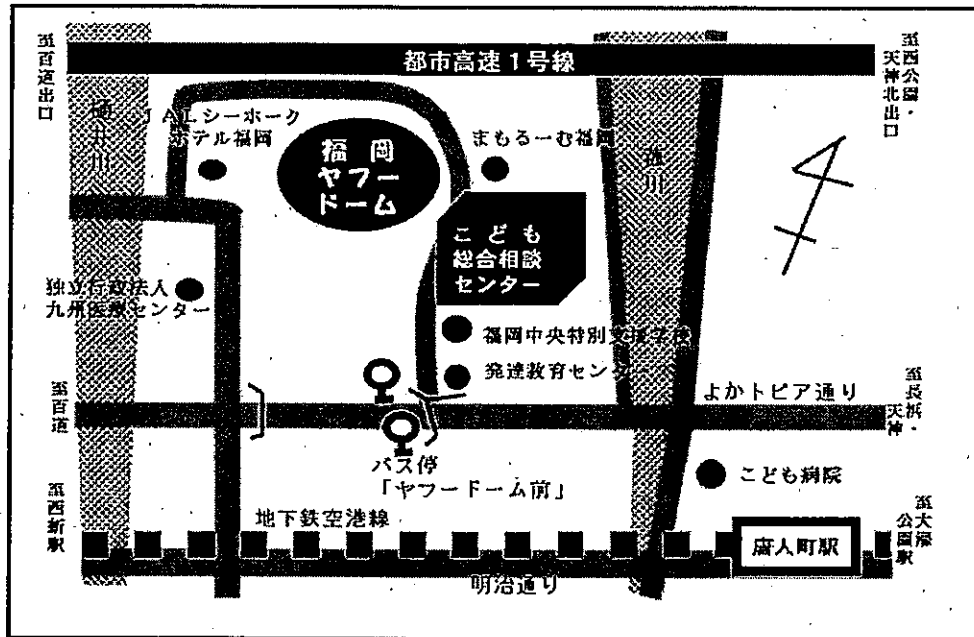 都市高速1号線
至百道出口
至西公園・
天神北出口
樋井川
JALシーホーク
ホテル福岡
福岡
ヤフー
ドーム
まもるーむ福岡
こども
総合相談
センター
独立行政法人
九州医療センター
福岡中央特別支援学校
発達教育センタ
至百道
よかトピア通り
至長浜・
天神
バス停
「ヤフードーム前」
こども病院
至西新駅
地下鉄空港線
唐人町駅
至大濠
公園駅
明治通り